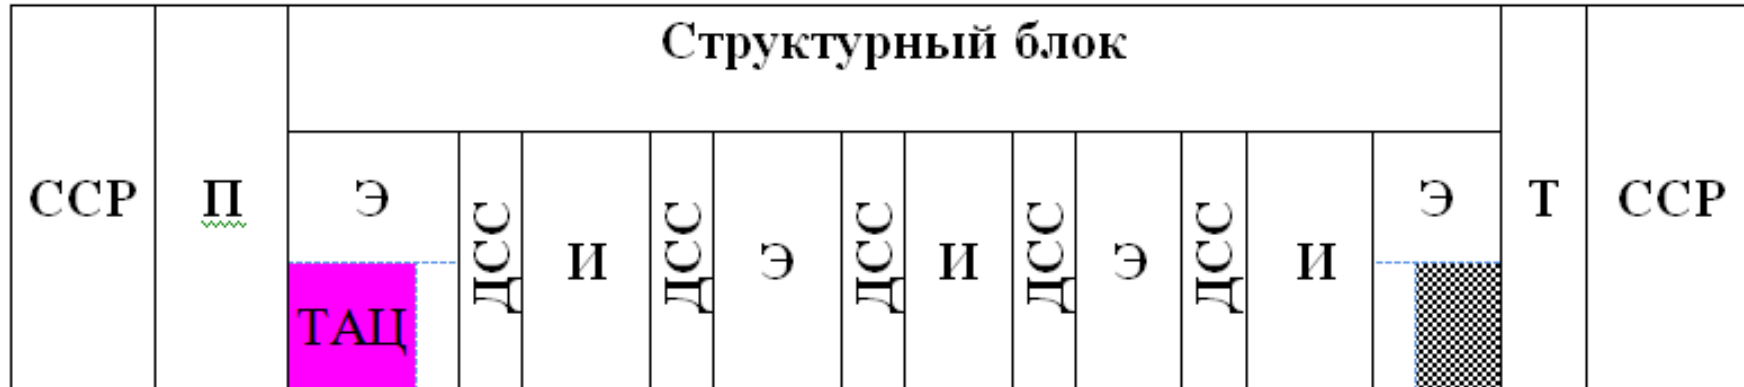 Структурный блок
ССР П Э ДСС И ДСС Э ДСС И ДСС Э ДСС И Э Т ССР
ТАЦ